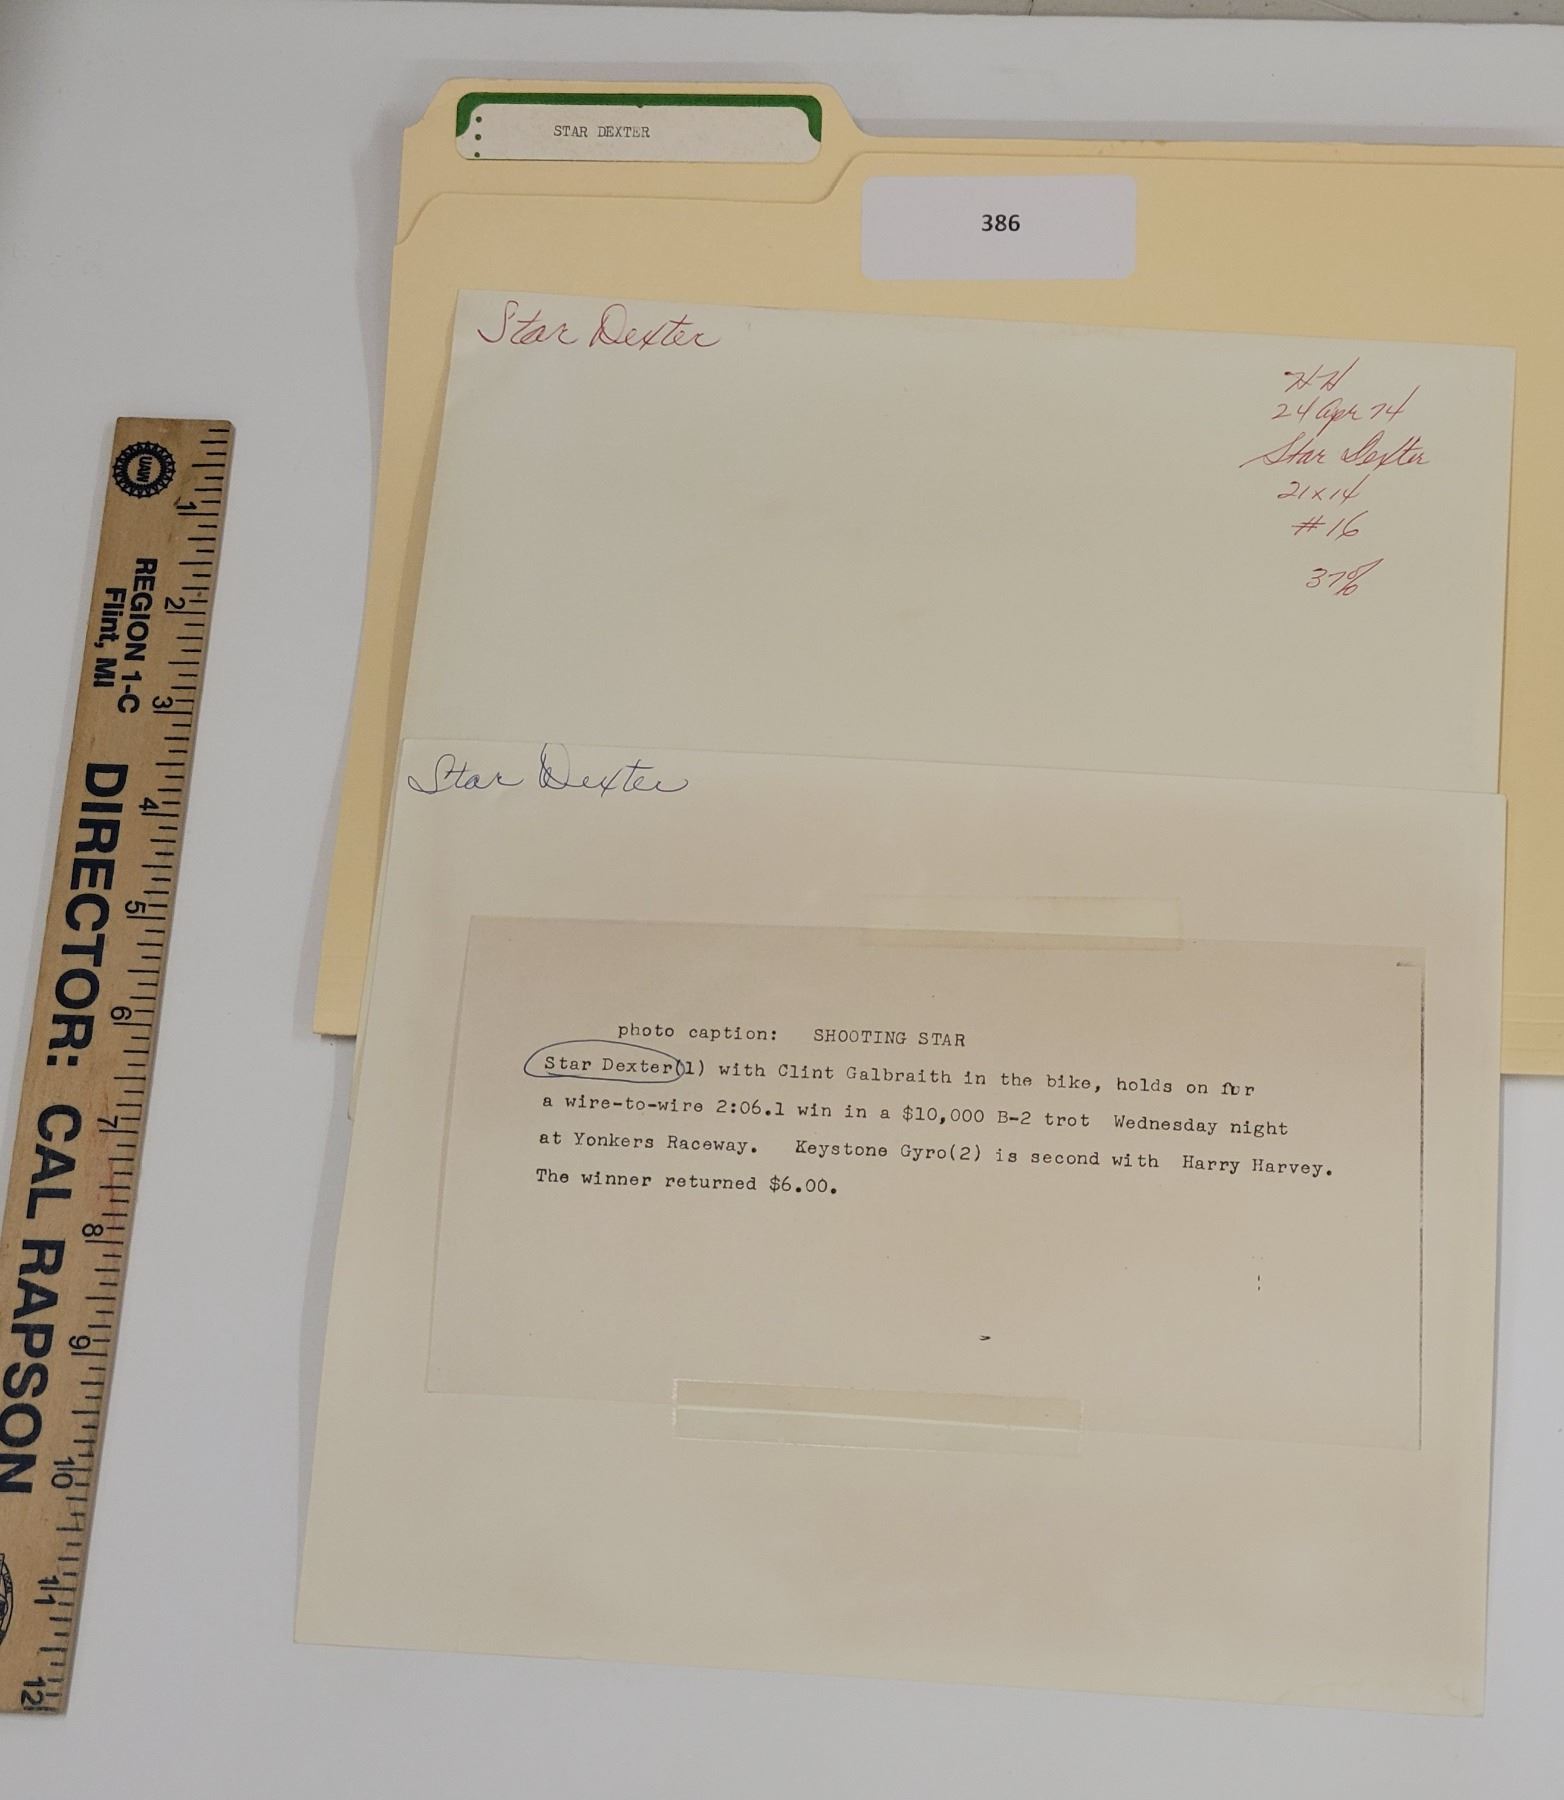 STAR DEXTER
386
Star Dexter
HH
24 Apr 74
Star Dexter
21x14
#16
37%
Star Dexter
photo caption: SHOOTING STAR
Star Dexter(1) with Clint Galbraith in the bike, holds on for
a wire-to-wire 2:06.1 win in a $10,000 B-2 trot Wednesday night
at Yonkers Raceway. Keystone Gyro(2) is second with Harry Harvey.
The winner returned $6.00.
UAW
REGION 1-C
Flint, MI
DIRECTOR: CAL RAPSON
1
2
3
4
5
6
7
8
9
10
11
12